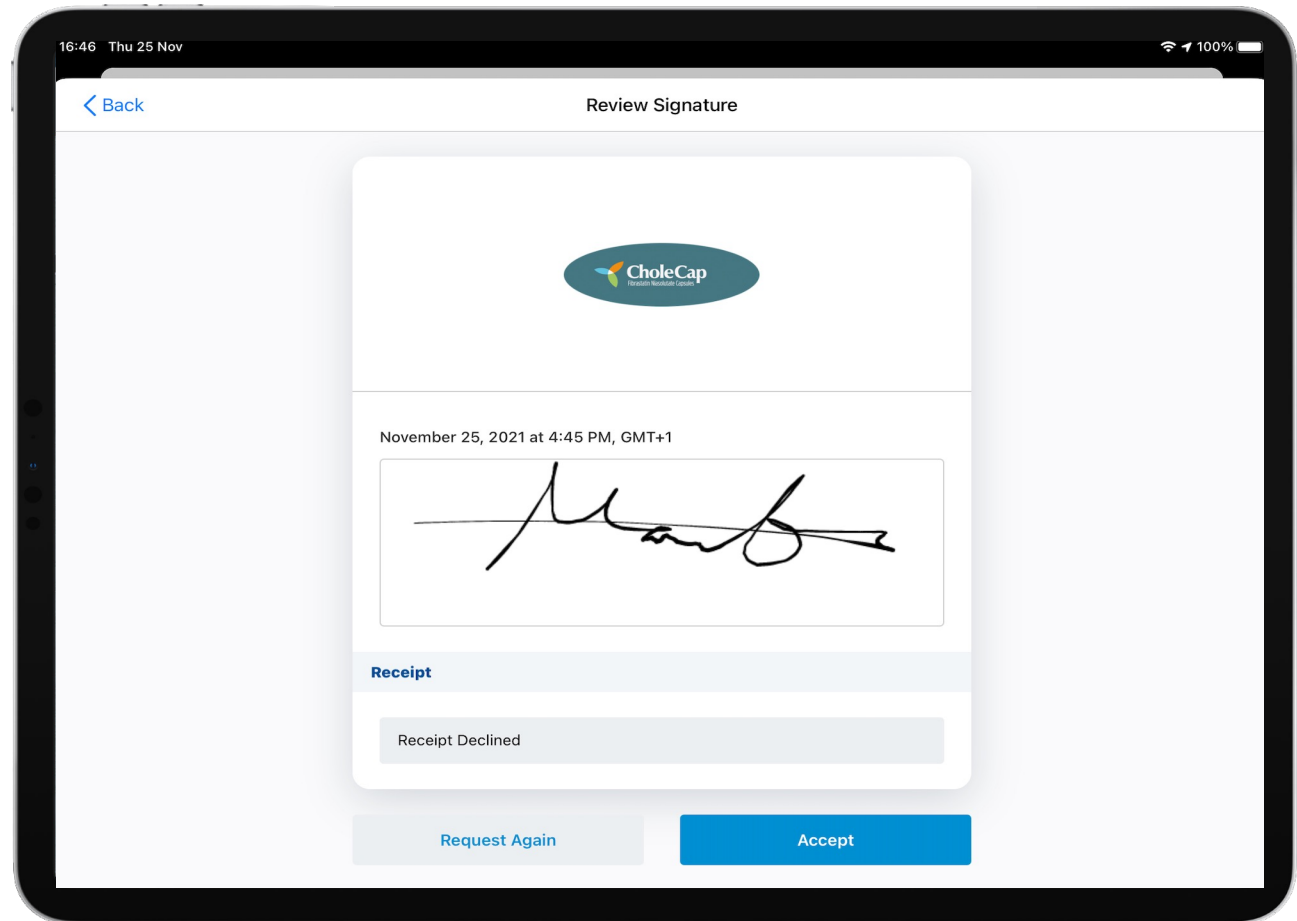 16:46 Thu 25 Nov
100%
Back
Review Signature
CholeCap
November 25, 2021 at 4:45 PM, GMT+1
Receipt
Receipt Declined
Request Again
Accept